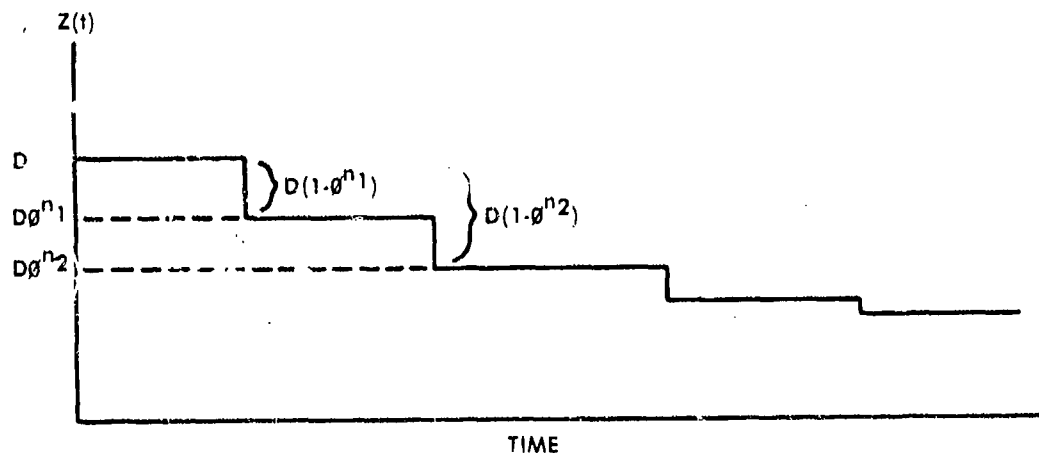 Z(t)
D
D(1-ø^n1)
Dø^n1
D(1-ø^n2)
Dø^n2
TIME